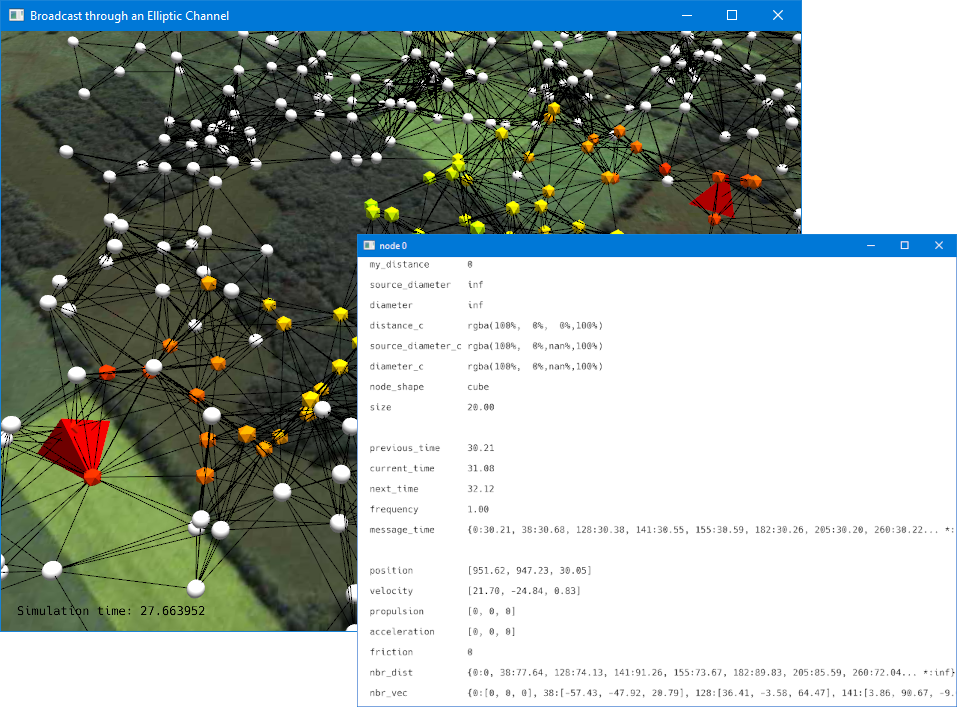 Broadcast through an Elliptic Channel
node 0
my_distance 0
source_diameter inf
diameter inf
distance_c rgba(100%, 0%, 0%,100%)
source_diameter_c rgba(100%, 0%,nan%,100%)
diameter_c rgba(100%, 0%,nan%,100%)
node_shape cube
size 20.00
previous_time 30.21
current_time 31.08
next_time 32.12
frequency 1.00
message_time {0:30.21, 38:30.68, 128:30.38, 141:30.55, 155:30.59, 182:30.26, 205:30.20, 260:30.22... *:
position [951.62, 947.23, 30.05]
velocity [21.70, -24.84, 0.83]
propulsion [0, 0, 0]
acceleration [0, 0, 0]
friction 0
nbr_dist {0:0, 38:77.64, 128:74.13, 141:91.26, 155:73.67, 182:89.83, 205:85.59, 260:72.04... *:inf}
nbr_vec {0:[0, 0, 0], 38:[-57.43, -47.92, 20.79], 128:[36.41, -3.58, 64.47], 141:[3.86, 90.67, -9.
Simulation time: 27.663952